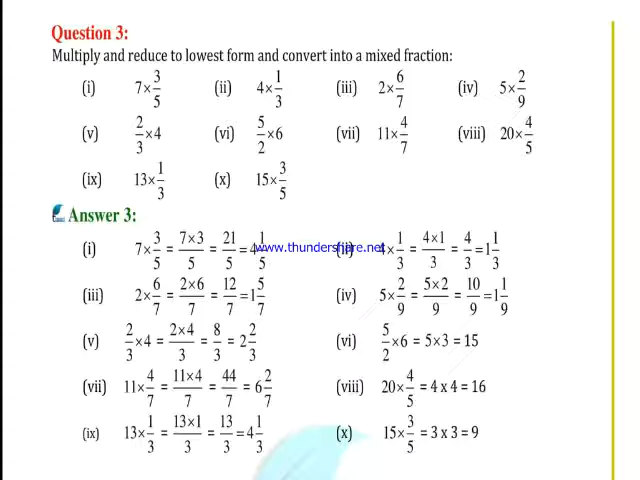 Question 3:
Multiply and reduce to lowest form and convert into a mixed fraction:
(i) 7×3/5 (ii) 4×1/3 (iii) 2×6/7 (iv) 5×2/9
(v) 2/3×4 (vi) 5/2×6 (vii) 11×4/7 (viii) 20×4/5
(ix) 13×1/3 (x) 15×3/5
Answer 3:
(i) 7×3/5 = 7×3/5 = 21/5 = 4 1/5 (ii) 4×1/3 = 4×1/3 = 4/3 = 1 1/3
www.thundershare.net
(iii) 2×6/7 = 2×6/7 = 12/7 = 1 5/7 (iv) 5×2/9 = 5×2/9 = 10/9 = 1 1/9
(v) 2/3×4 = 2×4/3 = 8/3 = 2 2/3 (vi) 5/2×6 = 5×3 = 15
(vii) 11×4/7 = 11×4/7 = 44/7 = 6 2/7 (viii) 20×4/5 = 4 x 4 = 16
(ix) 13×1/3 = 13×1/3 = 13/3 = 4 1/3 (x) 15×3/5 = 3 x 3 = 9